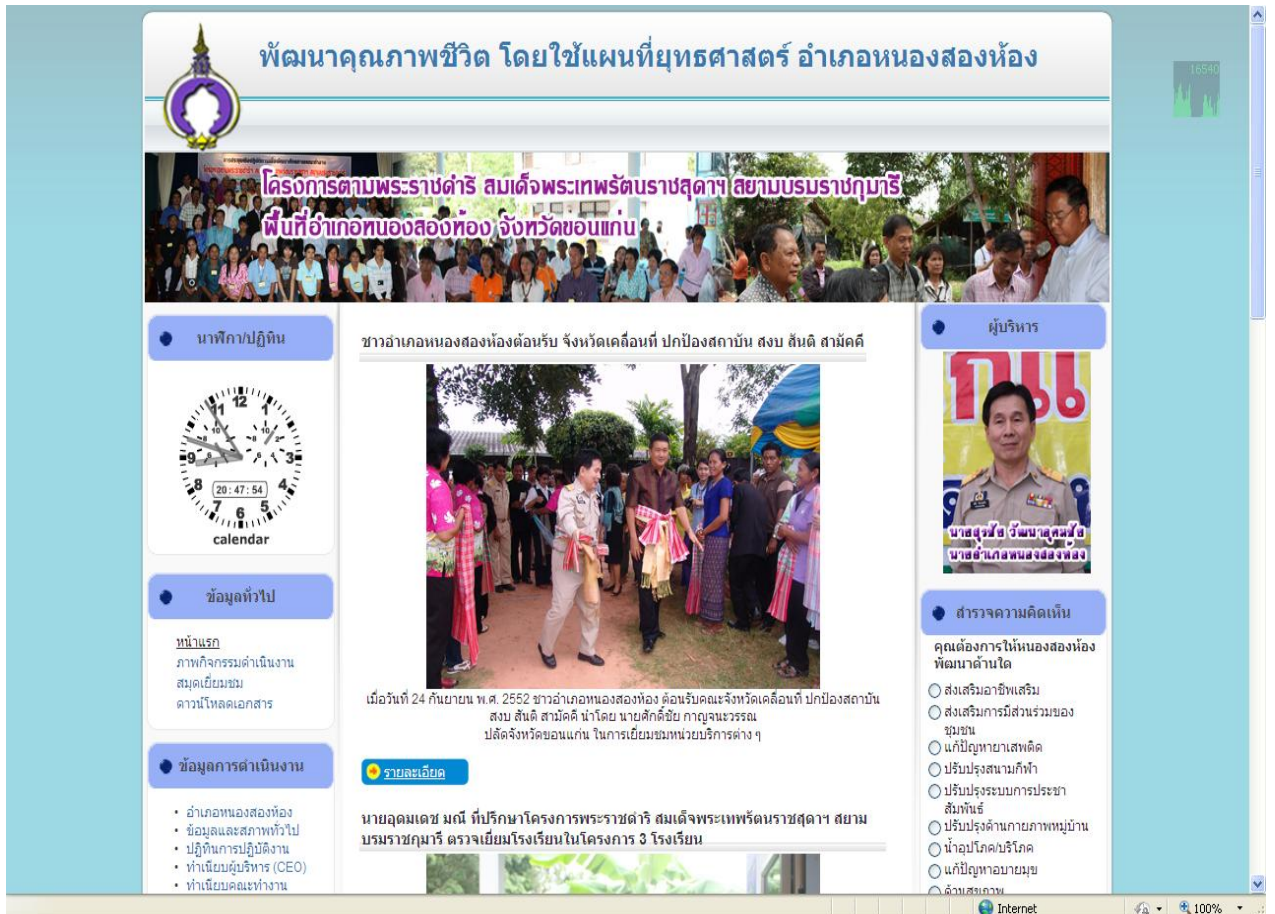 พัฒนาคุณภาพชีวิต โดยใช้แผนที่ยุทธศาสตร์ อำเภอหนองสองห้อง
16540
โครงการตามพระราชดำริ สมเด็จพระเทพรัตนราชสุดาฯ สยามบรมราชกุมารี
พื้นที่อำเภอหนองสองห้อง จังหวัดขอนแก่น
นาฬิกา/ปฏิทิน
12
1
3
4
5
6
7
8
9
11
20:47:54
calendar
ข้อมูลทั่วไป
หน้าแรก
ภาพกิจกรรมดำเนินงาน
สมุดเยี่ยมชม
ดาวน์โหลดเอกสาร
ข้อมูลการดำเนินงาน
• อำเภอหนองสองห้อง
• ข้อมูลและสภาพทั่วไป
• ปฏิทินการปฏิบัติงาน
• ทำเนียบผู้บริหาร (CEO)
• ทำเนียบคณะทำงาน
ชาวอำเภอหนองสองห้องต้อนรับ จังหวัดเคลื่อนที่ ปกป้องสถาบัน สงบ สันติ สามัคคี
เมื่อวันที่ 24 กันยายน พ.ศ. 2552 ชาวอำเภอหนองสองห้อง ต้อนรับคณะจังหวัดเคลื่อนที่ ปกป้องสถาบัน
สงบ สันติ สามัคคี นำโดย นายศักดิ์ชัย กาญจนะวรรณ
ปลัดจังหวัดขอนแก่น ในการเยี่ยมชมหน่วยบริการต่าง ๆ
รายละเอียด
นายอุดมเดช มณี ที่ปรึกษาโครงการพระราชดำริ สมเด็จพระเทพรัตนราชสุดาฯ สยาม
บรมราชกุมารี ตรวจเยี่ยมโรงเรียนในโครงการ 3 โรงเรียน
ผู้บริหาร
นายสุรชัย วัฒนาอุดมชัย
นายอำเภอหนองสองห้อง
สำรวจความคิดเห็น
คุณต้องการให้หนองสองห้อง
พัฒนาด้านใด
ส่งเสริมอาชีพเสริม
ส่งเสริมการมีส่วนร่วมของ
ชุมชน
แก้ปัญหายาเสพติด
ปรับปรุงสนามกีฬา
ปรับปรุงระบบการประชา
สัมพันธ์
ปรับปรุงด้านกายภาพหมู่บ้าน
น้ำอุปโภค/บริโภค
แก้ปัญหาอบายมุข
ด้านสุขภาพ
Internet
100%